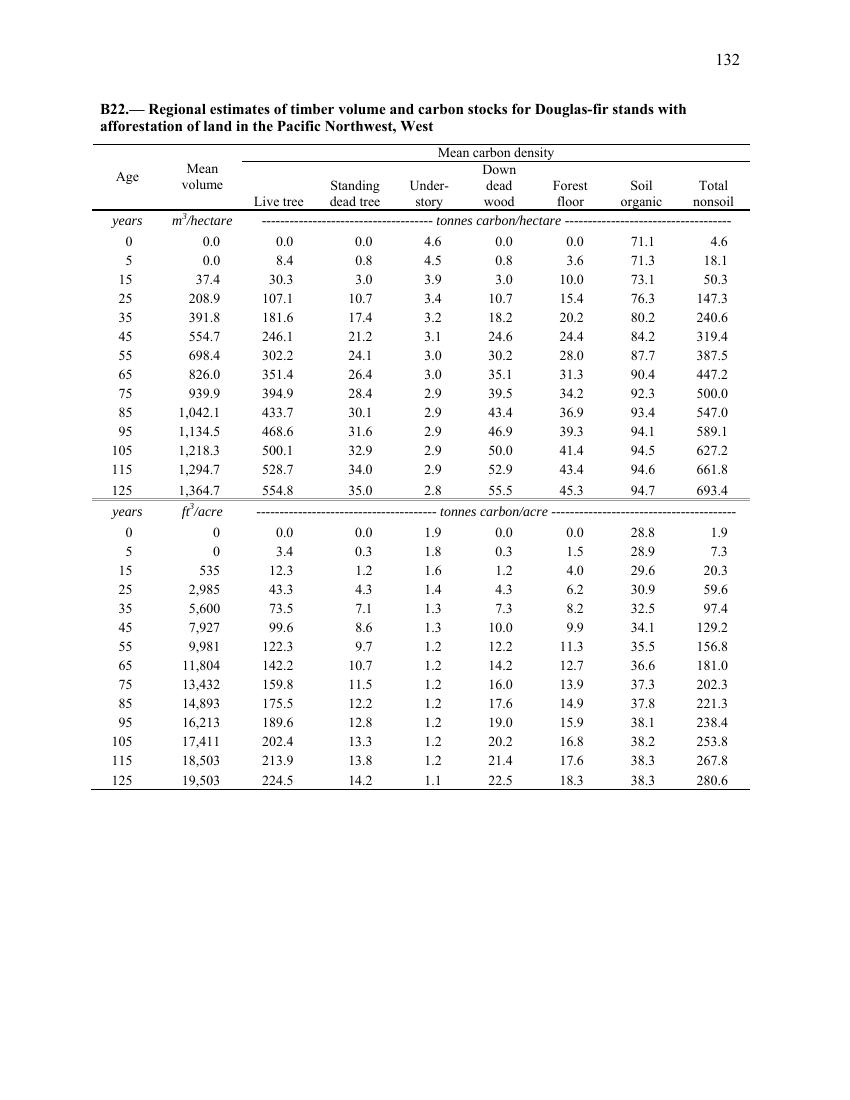 132
B22.— Regional estimates of timber volume and carbon stocks for Douglas-fir stands with
afforestation of land in the Pacific Northwest, West
Age Mean volume Mean carbon density
Live tree Standing dead tree Under-story Down dead wood Forest floor Soil organic Total nonsoil
years m³/hectare ------------------------------------- tonnes carbon/hectare ------------------------------------
0 0.0 0.0 0.0 4.6 0.0 0.0 71.1 4.6
5 0.0 8.4 0.8 4.5 0.8 3.6 71.3 18.1
15 37.4 30.3 3.0 3.9 3.0 10.0 73.1 50.3
25 208.9 107.1 10.7 3.4 10.7 15.4 76.3 147.3
35 391.8 181.6 17.4 3.2 18.2 20.2 80.2 240.6
45 554.7 246.1 21.2 3.1 24.6 24.4 84.2 319.4
55 698.4 302.2 24.1 3.0 30.2 28.0 87.7 387.5
65 826.0 351.4 26.4 3.0 35.1 31.3 90.4 447.2
75 939.9 394.9 28.4 2.9 39.5 34.2 92.3 500.0
85 1,042.1 433.7 30.1 2.9 43.4 36.9 93.4 547.0
95 1,134.5 468.6 31.6 2.9 46.9 39.3 94.1 589.1
105 1,218.3 500.1 32.9 2.9 50.0 41.4 94.5 627.2
115 1,294.7 528.7 34.0 2.9 52.9 43.4 94.6 661.8
125 1,364.7 554.8 35.0 2.8 55.5 45.3 94.7 693.4
years ft³/acre --------------------------------------- tonnes carbon/acre ----------------------------------------
0 0 0.0 0.0 1.9 0.0 0.0 28.8 1.9
5 0 3.4 0.3 1.8 0.3 1.5 28.9 7.3
15 535 12.3 1.2 1.6 1.2 4.0 29.6 20.3
25 2,985 43.3 4.3 1.4 4.3 6.2 30.9 59.6
35 5,600 73.5 7.1 1.3 7.3 8.2 32.5 97.4
45 7,927 99.6 8.6 1.3 10.0 9.9 34.1 129.2
55 9,981 122.3 9.7 1.2 12.2 11.3 35.5 156.8
65 11,804 142.2 10.7 1.2 14.2 12.7 36.6 181.0
75 13,432 159.8 11.5 1.2 16.0 13.9 37.3 202.3
85 14,893 175.5 12.2 1.2 17.6 14.9 37.8 221.3
95 16,213 189.6 12.8 1.2 19.0 15.9 38.1 238.4
105 17,411 202.4 13.3 1.2 20.2 16.8 38.2 253.8
115 18,503 213.9 13.8 1.2 21.4 17.6 38.3 267.8
125 19,503 224.5 14.2 1.1 22.5 18.3 38.3 280.6